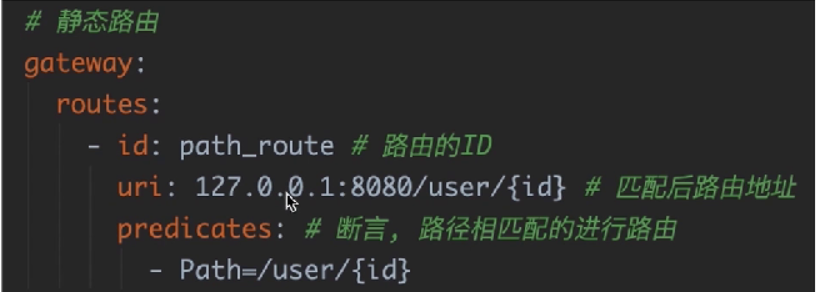 # 静态路由
gateway:
routes:
- id: path_route # 路由的ID
uri: 127.0.0.1:8080/user/{id} # 匹配后路由地址
predicates: # 断言, 路径相匹配的进行路由
- Path=/user/{id}